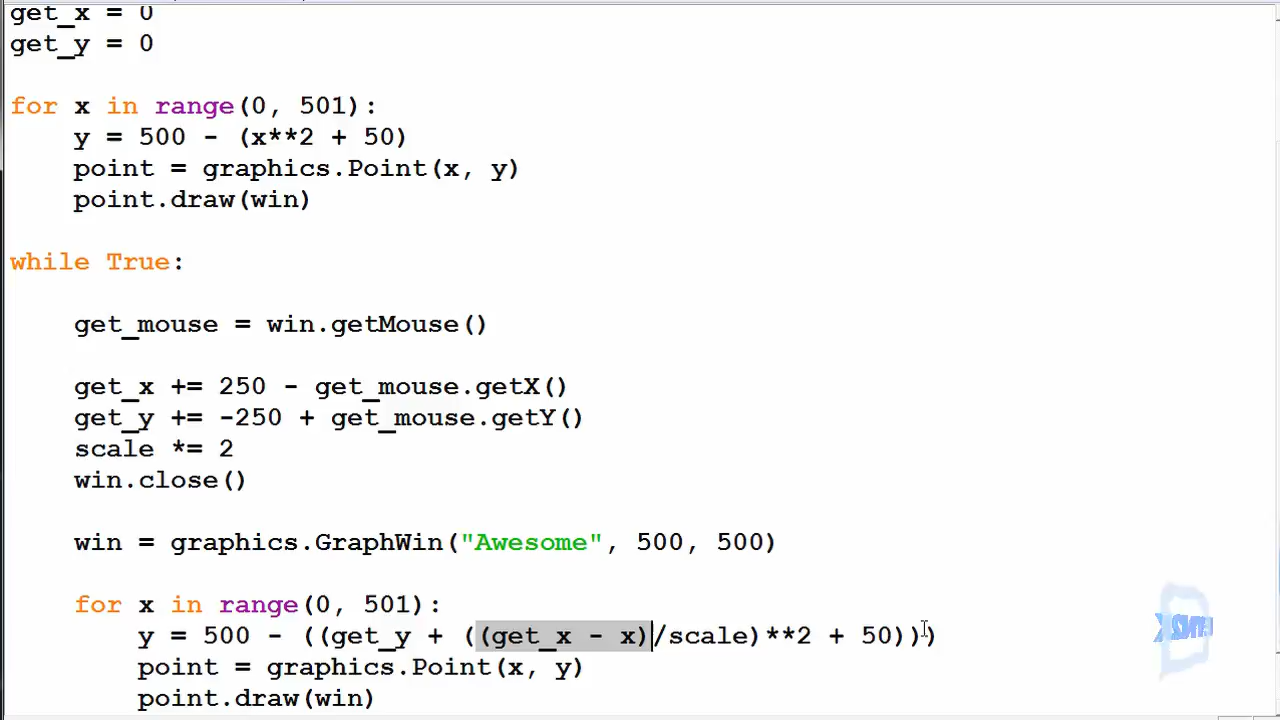 get_x = 0
get_y = 0
for x in range(0, 501):
    y = 500 - (x**2 + 50)
    point = graphics.Point(x, y)
    point.draw(win)
while True:
    get_mouse = win.getMouse()
    get_x += 250 - get_mouse.getX()
    get_y += -250 + get_mouse.getY()
    scale *= 2
    win.close()
    win = graphics.GraphWin("Awesome", 500, 500)
    for x in range(0, 501):
        y = 500 - ((get_y + ((get_x - x)/scale)**2 + 50)))
        point = graphics.Point(x, y)
        point.draw(win)